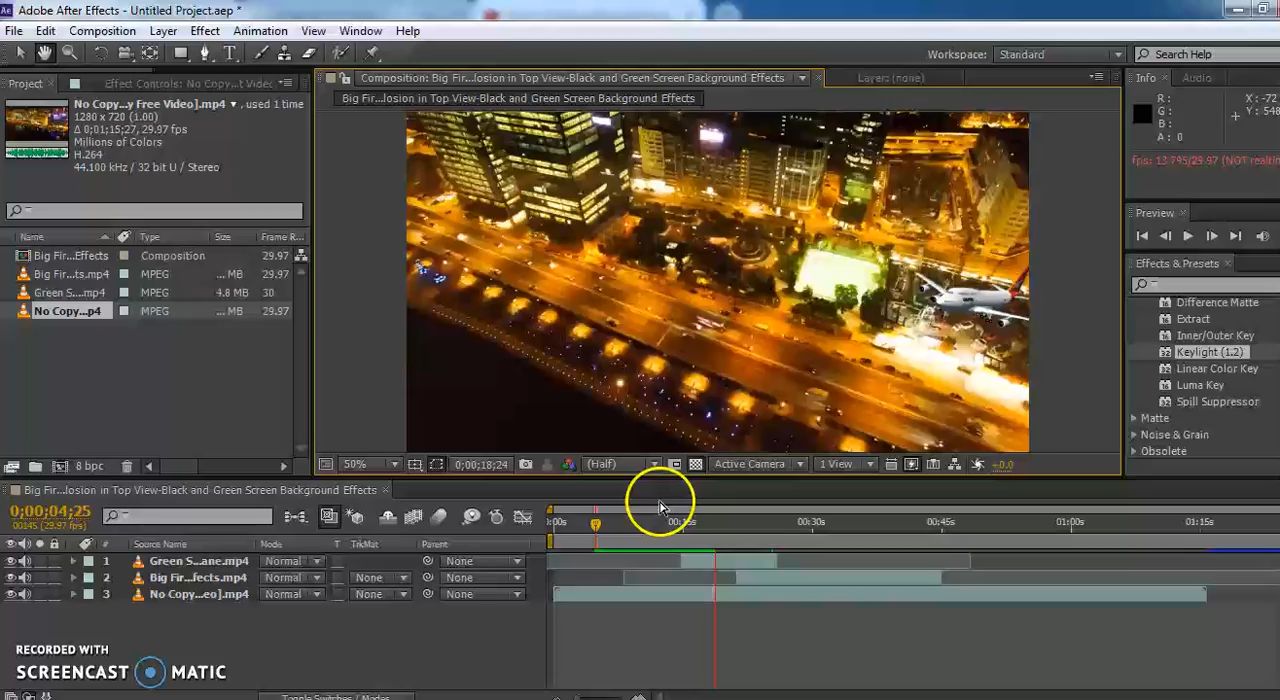 Ae Adobe After Effects - Untitled Project.aep *
File Edit Composition Layer Effect Animation View Window Help
Workspace: Standard Search Help
Project Effect Controls: No Copy...t Video
Composition: Big Fir...losion in Top View-Black and Green Screen Background Effects Layer: (none)
Info Audio
Big Fir...losion in Top View-Black and Green Screen Background Effects
No Copy...y Free Video].mp4 ▼, used 1 time
1280 x 720 (1.00)
Δ 0;01;15;27, 29.97 fps
Millions of Colors
H.264
44.100 kHz / 32 bit U / Stereo
R:
G:
B:
A: 0
X: -72
Y: 548
fps: 13.795/29.97 (NOT realtim
Preview
Name Type Size Frame R...
Big Fir...Effects Composition 29.97
Big Fir...ts.mp4 MPEG ... MB 29.97
Green S...mp4 MPEG 4.8 MB 30
No Copy...p4 MPEG ... MB 29.97
Effects & Presets
Difference Matte
Extract
Inner/Outer Key
Keylight (1.2)
Linear Color Key
Luma Key
Spill Suppressor
Matte
Noise & Grain
Obsolete
8 bpc
50% 0;00;18;24 (Half) Active Camera 1 View +0.0
Big Fir...losion in Top View-Black and Green Screen Background Effects
0;00;04;25
00145 (29.97 fps)
:00s 00:15s 00:30s 00:45s 01:00s 01:15s
# Source Name Mode T TrkMat Parent
1 Green S...ane.mp4 Normal None
2 Big Fir...fects.mp4 Normal None None
3 No Copy...eo].mp4 Normal None None
RECORDED WITH
SCREENCAST MATIC
Toggle Switches / Modes